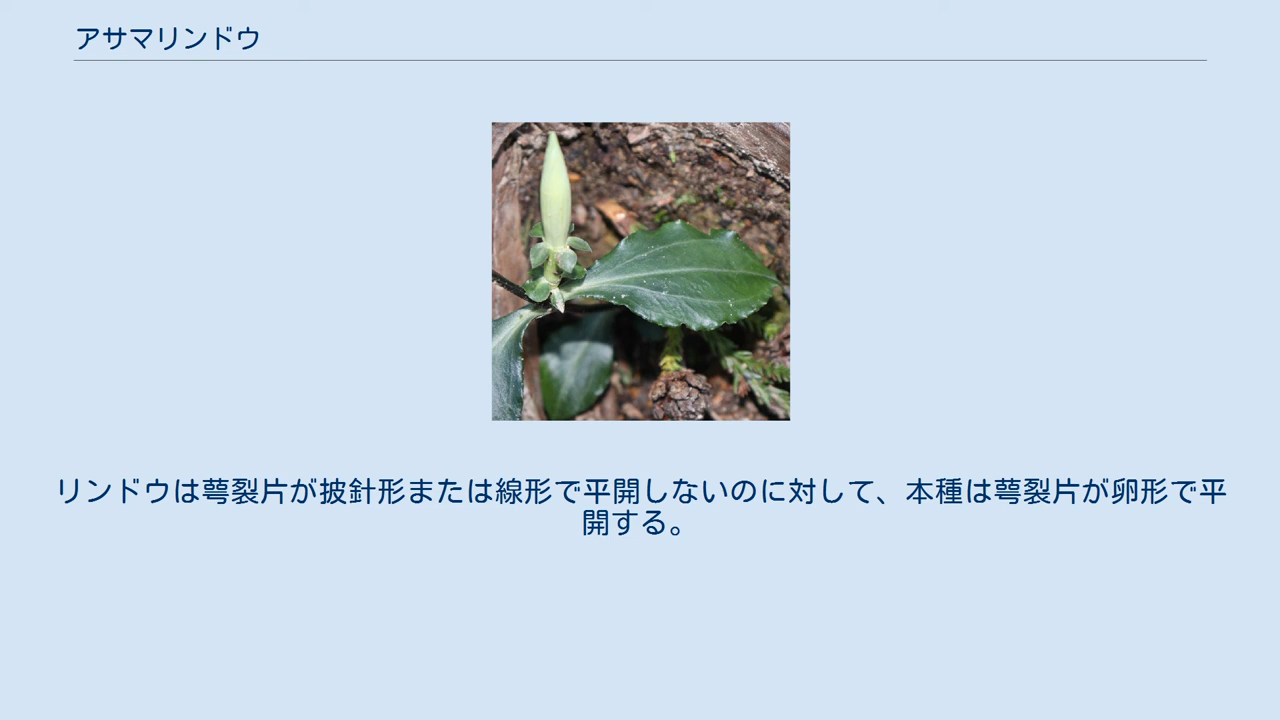 アサマリンドウ
リンドウは萼裂片が披針形または線形で平開しないのに対して、本種は萼裂片が卵形で平
開する。